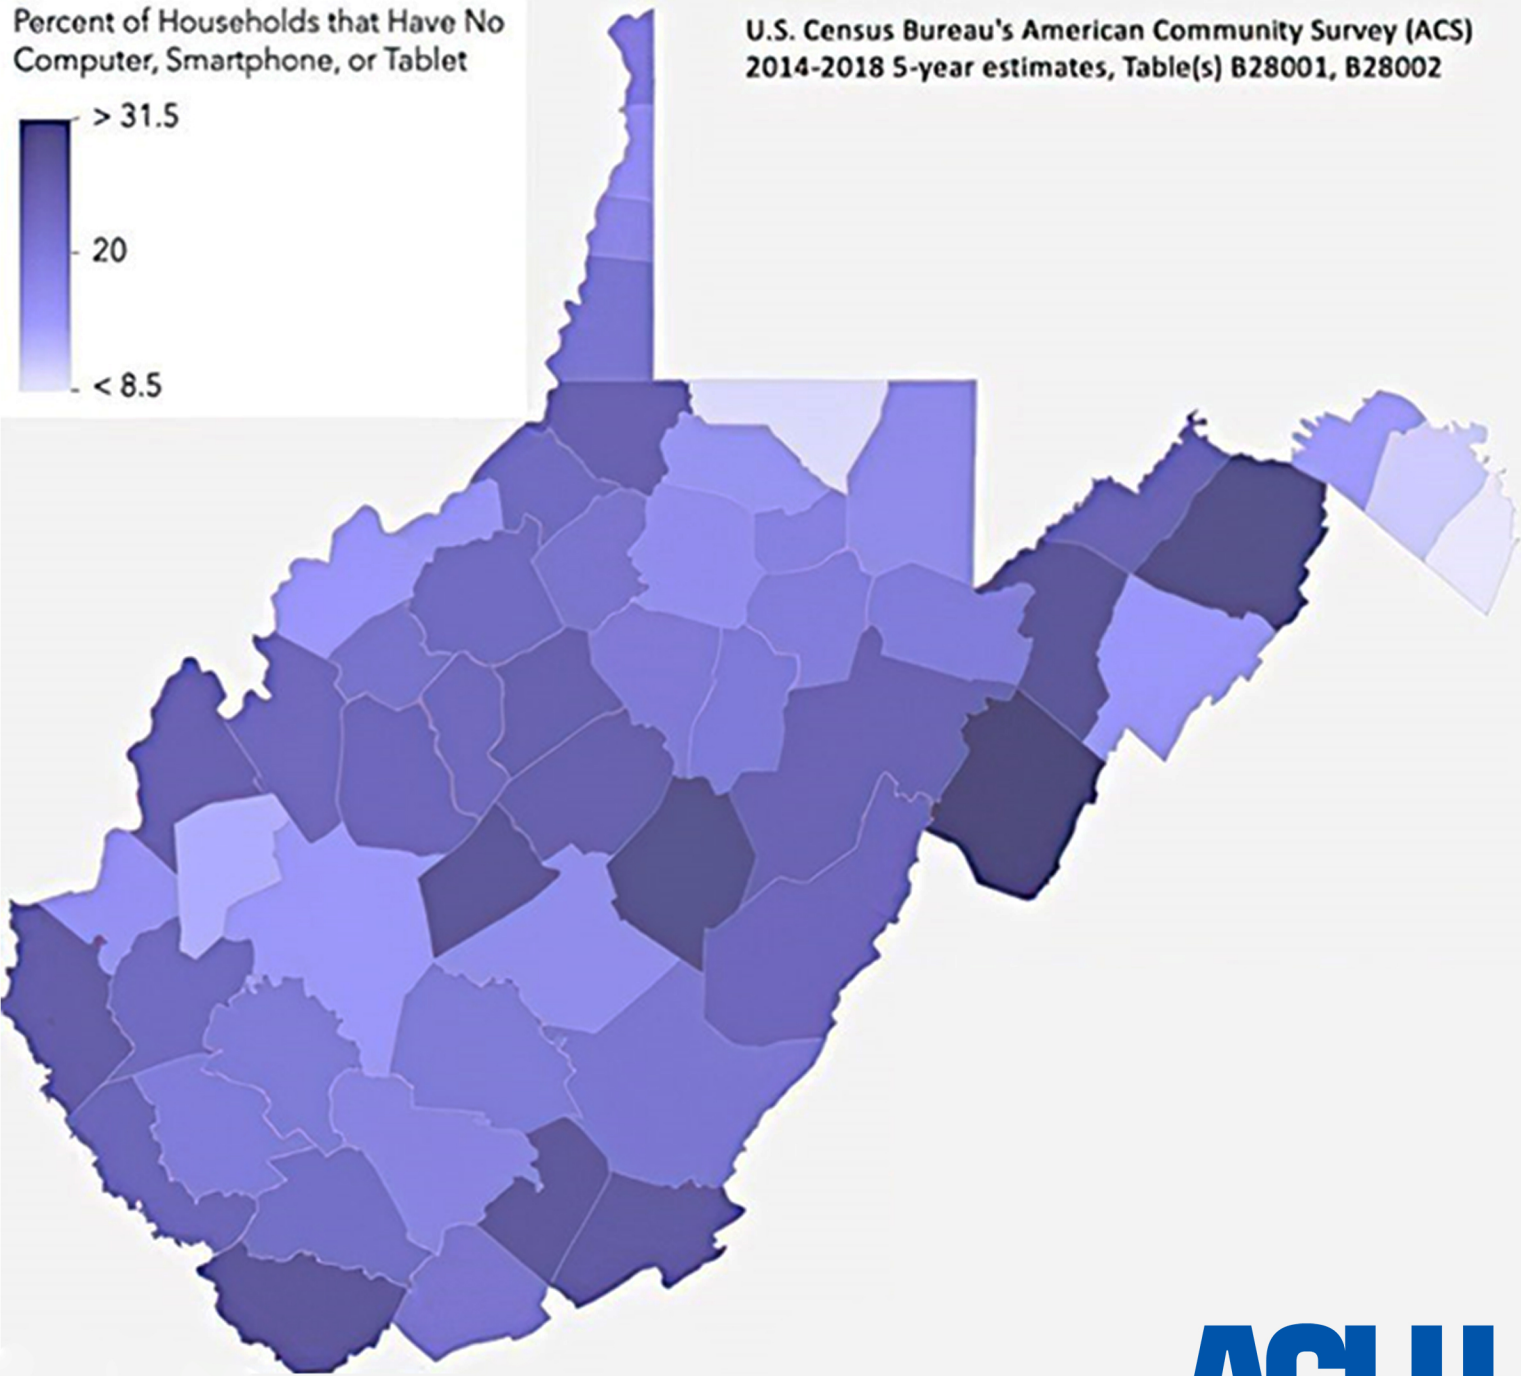 Percent of Households that Have No
Computer, Smartphone, or Tablet
> 31.5
20
< 8.5
U.S. Census Bureau's American Community Survey (ACS)
2014-2018 5-year estimates, Table(s) B28001, B28002
ACLU